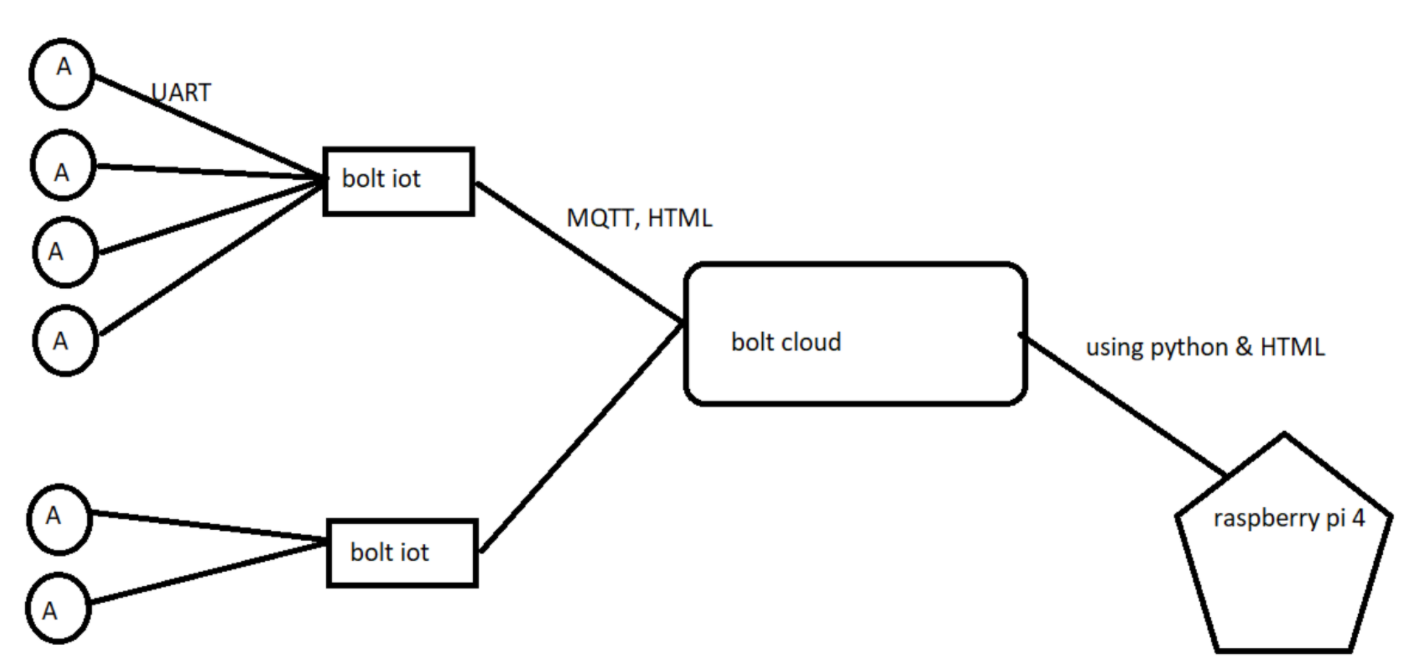 A
UART
A
A
A
bolt iot
MQTT, HTML
bolt cloud
using python & HTML
A
A
bolt iot
raspberry pi 4